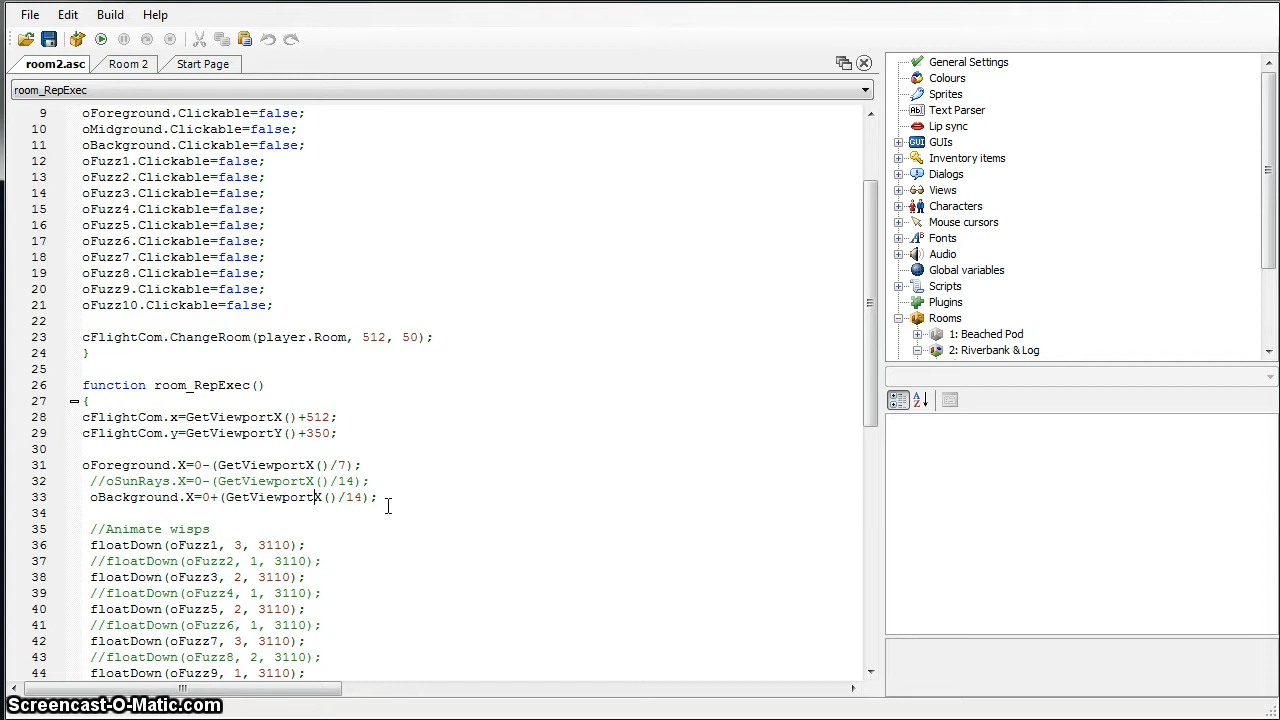 File Edit Build Help
room2.asc Room 2 Start Page
room_RepExec
9 oForeground.Clickable=false;
10 oMidground.Clickable=false;
11 oBackground.Clickable=false;
12 oFuzz1.Clickable=false;
13 oFuzz2.Clickable=false;
14 oFuzz3.Clickable=false;
15 oFuzz4.Clickable=false;
16 oFuzz5.Clickable=false;
17 oFuzz6.Clickable=false;
18 oFuzz7.Clickable=false;
19 oFuzz8.Clickable=false;
20 oFuzz9.Clickable=false;
21 oFuzz10.Clickable=false;
22
23 cFlightCom.ChangeRoom(player.Room, 512, 50);
24 }
25
26 function room_RepExec()
27 {
28 cFlightCom.x=GetViewportX()+512;
29 cFlightCom.y=GetViewportY()+350;
30
31 oForeground.X=0-(GetViewportX()/7);
32 //oSunRays.X=0-(GetViewportX()/14);
33 oBackground.X=0+(GetViewportX()/14);
34
35 //Animate wisps
36 floatDown(oFuzz1, 3, 3110);
37 //floatDown(oFuzz2, 1, 3110);
38 floatDown(oFuzz3, 2, 3110);
39 //floatDown(oFuzz4, 1, 3110);
40 floatDown(oFuzz5, 2, 3110);
41 //floatDown(oFuzz6, 1, 3110);
42 floatDown(oFuzz7, 3, 3110);
43 //floatDown(oFuzz8, 2, 3110);
44 floatDown(oFuzz9, 1, 3110);
General Settings
Colours
Sprites
Text Parser
Lip sync
GUIs
Inventory items
Dialogs
Views
Characters
Mouse cursors
Fonts
Audio
Global variables
Scripts
Plugins
Rooms
1: Beached Pod
2: Riverbank & Log
Screencast-O-Matic.com